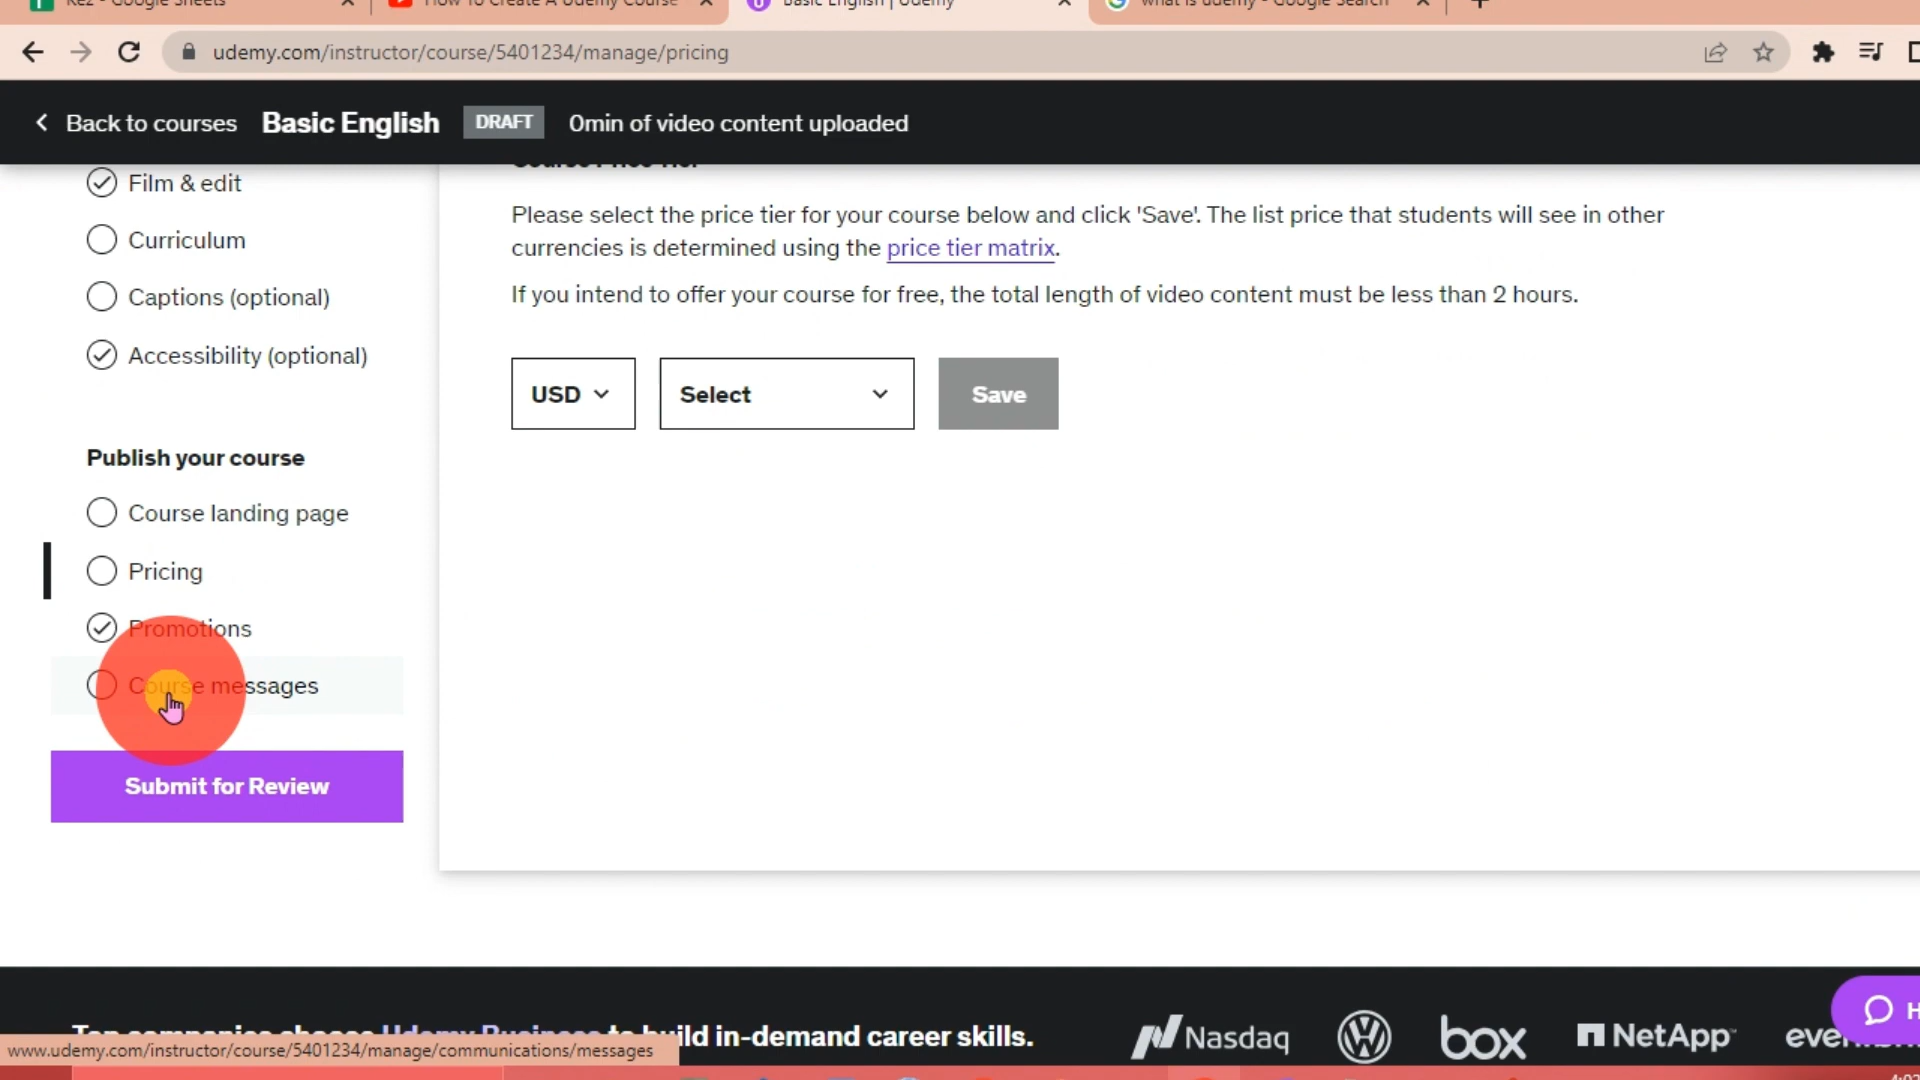 Rez - Google Sheets
How To Create A Udemy Course
Basic English | Udemy
what is udemy - Google Search
udemy.com/instructor/course/5401234/manage/pricing
Back to courses Basic English DRAFT 0min of video content uploaded
Film & edit
Curriculum
Captions (optional)
Accessibility (optional)
Publish your course
Course landing page
Pricing
Promotions
Course messages
Submit for Review
Course Price Tier
Please select the price tier for your course below and click 'Save'. The list price that students will see in other
currencies is determined using the price tier matrix.
If you intend to offer your course for free, the total length of video content must be less than 2 hours.
USD Select Save
Top companies choose Udemy Business to build in-demand career skills.
Nasdaq
box
NetApp
www.udemy.com/instructor/course/5401234/manage/communications/messages